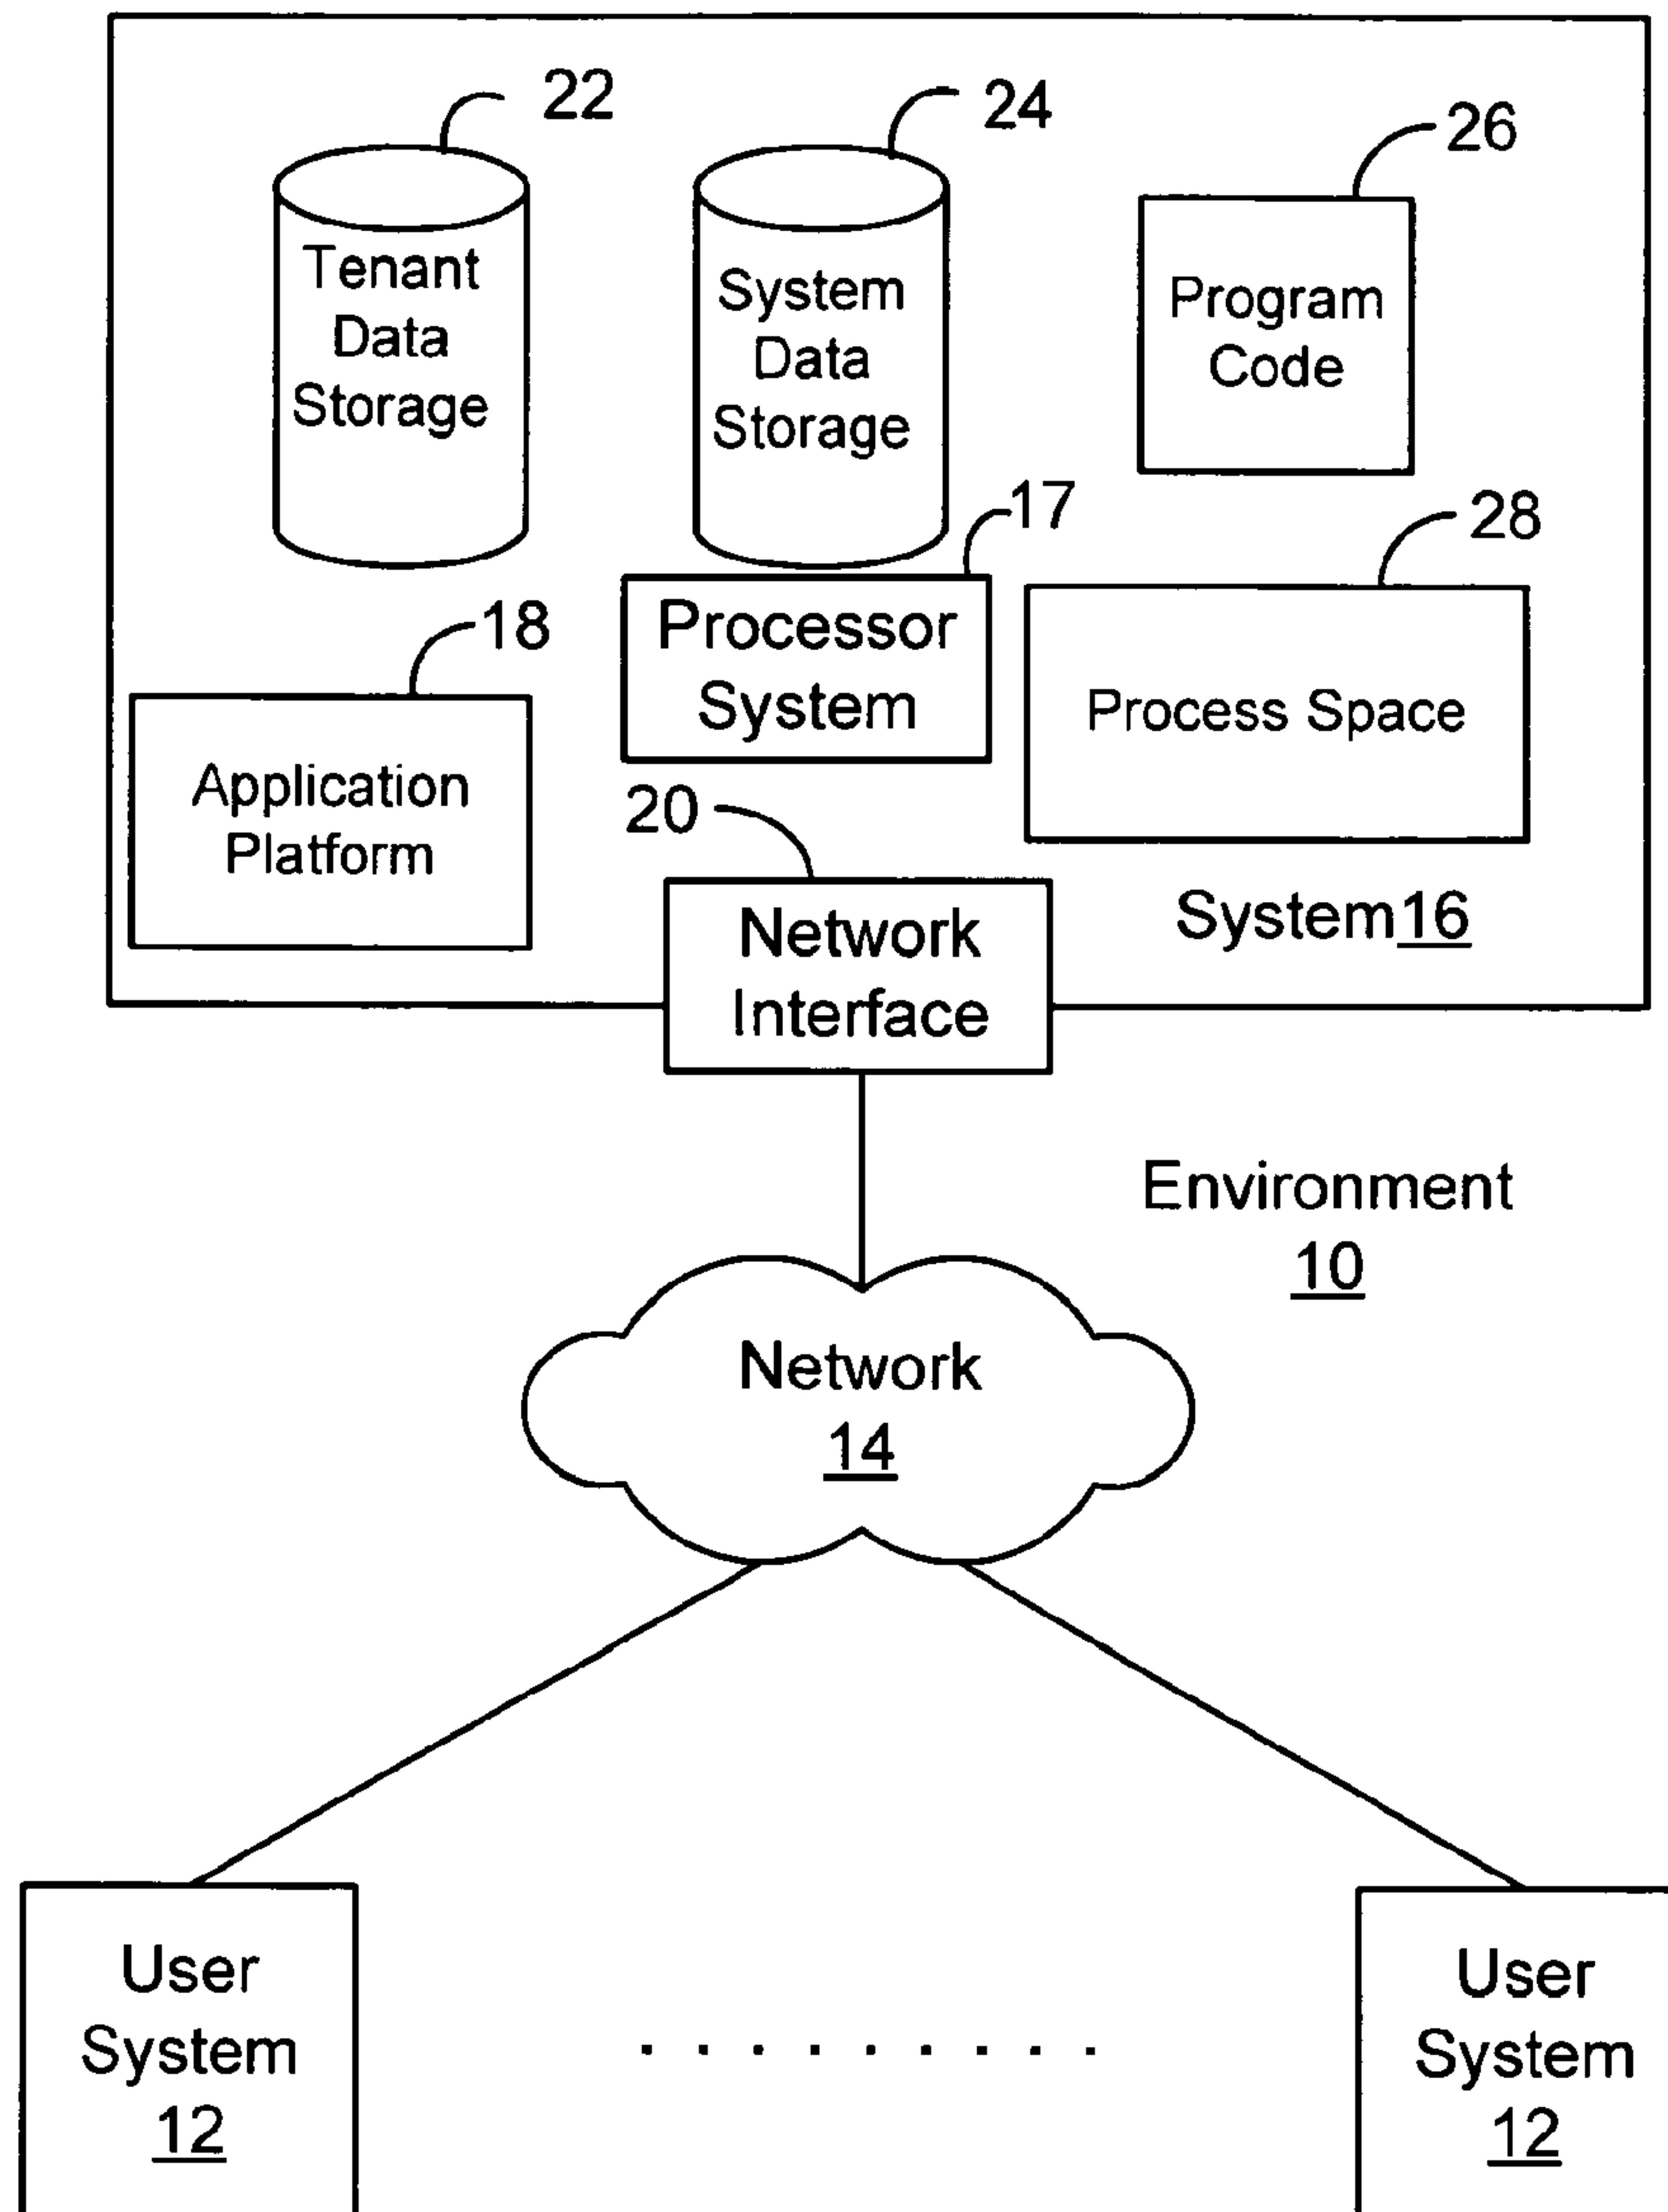 22
24
26
Tenant
Data
Storage
System
Data
Storage
Program
Code
17
28
18
Processor
System
Process Space
Application
Platform
20
Network
Interface
System16
Environment
10
Network
14
User
System
12
. . . . . . . . .
User
System
12